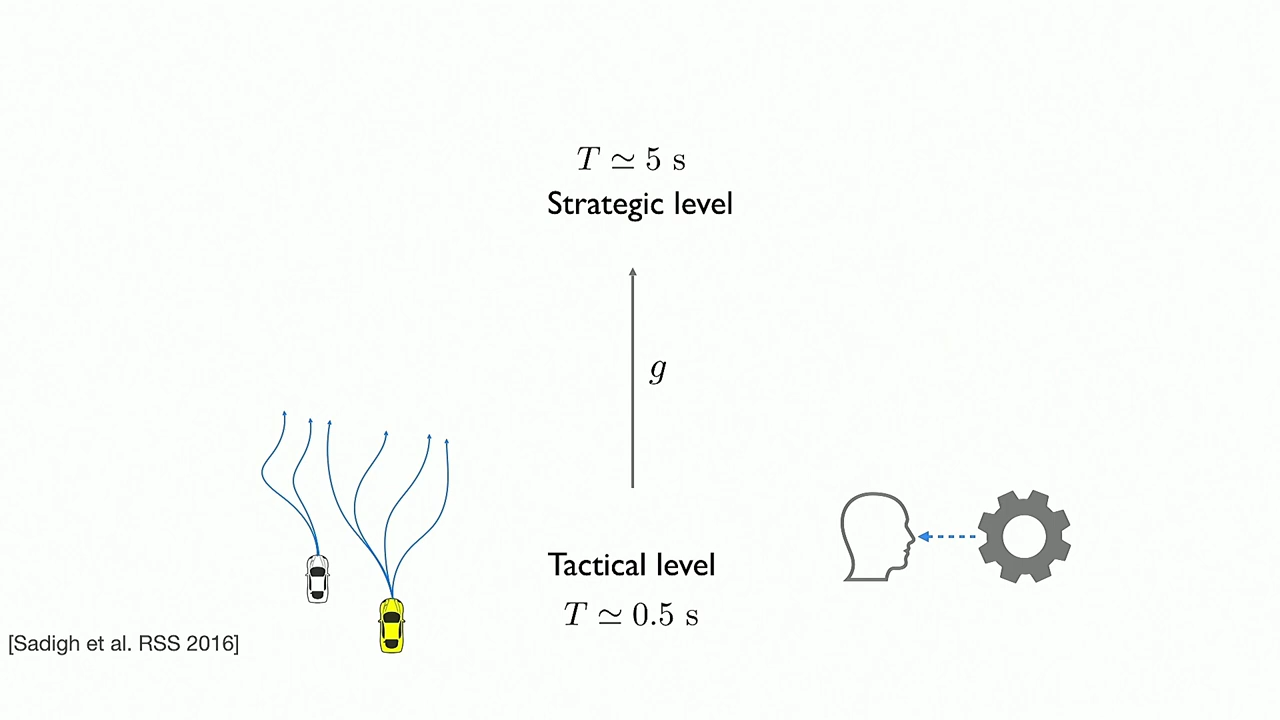 T ≃ 5 s
Strategic level
g
Tactical level
T ≃ 0.5 s
[Sadigh et al. RSS 2016]